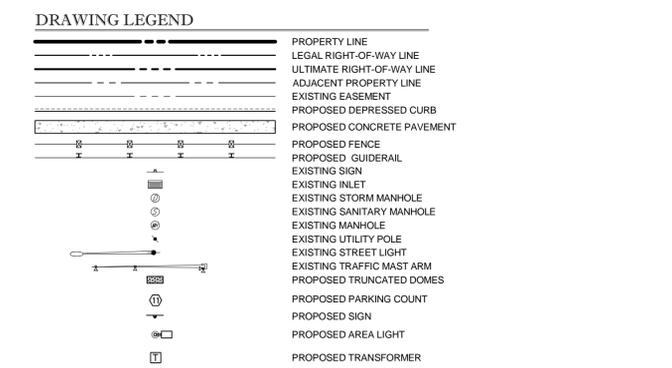 DRAWING LEGEND
PROPERTY LINE
LEGAL RIGHT-OF-WAY LINE
ULTIMATE RIGHT-OF-WAY LINE
ADJACENT PROPERTY LINE
EXISTING EASEMENT
PROPOSED DEPRESSED CURB
PROPOSED CONCRETE PAVEMENT
PROPOSED FENCE
PROPOSED GUIDERAIL
EXISTING SIGN
EXISTING INLET
D EXISTING STORM MANHOLE
S EXISTING SANITARY MANHOLE
EXISTING MANHOLE
EXISTING UTILITY POLE
EXISTING STREET LIGHT
EXISTING TRAFFIC MAST ARM
PROPOSED TRUNCATED DOMES
11 PROPOSED PARKING COUNT
PROPOSED SIGN
PROPOSED AREA LIGHT
T PROPOSED TRANSFORMER